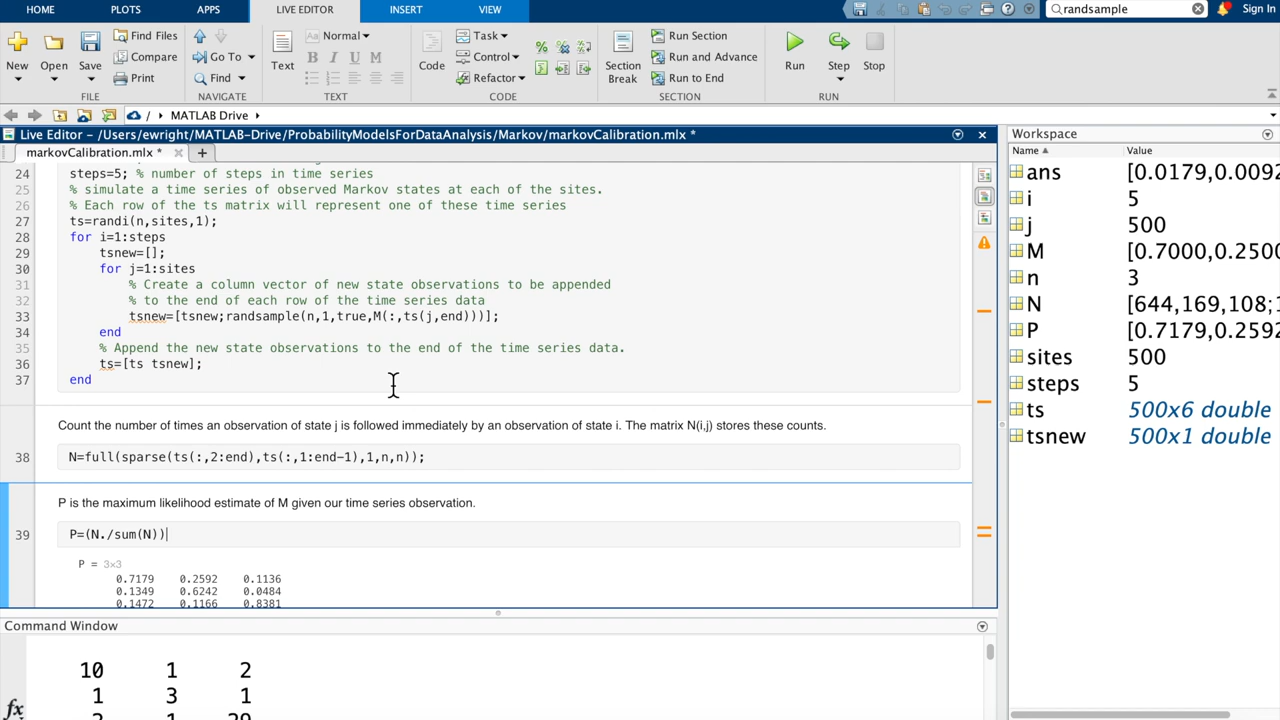 HOME PLOTS APPS LIVE EDITOR INSERT VIEW randsample Sign In
New Open Save Find Files Compare Print
Go To Find
Text Aa Normal B I U M
Code Task Control Refactor
Section Break Run Section Run and Advance Run to End
Run Step Stop
FILE NAVIGATE TEXT CODE SECTION RUN
/ MATLAB Drive
Live Editor - /Users/ewright/MATLAB-Drive/ProbabilityModelsForDataAnalysis/Markov/markovCalibration.mlx *
markovCalibration.mlx * +
24 steps=5; % number of steps in time series
25 % simulate a time series of observed Markov states at each of the sites.
26 % Each row of the ts matrix will represent one of these time series
27 ts=randi(n,sites,1);
28 for i=1:steps
29 tsnew=[];
30 for j=1:sites
31 % Create a column vector of new state observations to be appended
32 % to the end of each row of the time series data
33 tsnew=[tsnew;randsample(n,1,true,M(:,ts(j,end)))];
34 end
35 % Append the new state observations to the end of the time series data.
36 ts=[ts tsnew];
37 end
Count the number of times an observation of state j is followed immediately by an observation of state i. The matrix N(i,j) stores these counts.
38 N=full(sparse(ts(:,2:end),ts(:,1:end-1),1,n,n));
P is the maximum likelihood estimate of M given our time series observation.
39 P=(N./sum(N))
P = 3×3
0.7179 0.2592 0.1136
0.1349 0.6242 0.0484
0.1472 0.1166 0.8381
Command Window
10 1 2
1 3 1
fx
Workspace
Name Value
ans [0.0179,0.0092
i 5
j 500
M [0.7000,0.2500
n 3
N [644,169,108;1
P [0.7179,0.2592
sites 500
steps 5
ts 500x6 double
tsnew 500x1 double